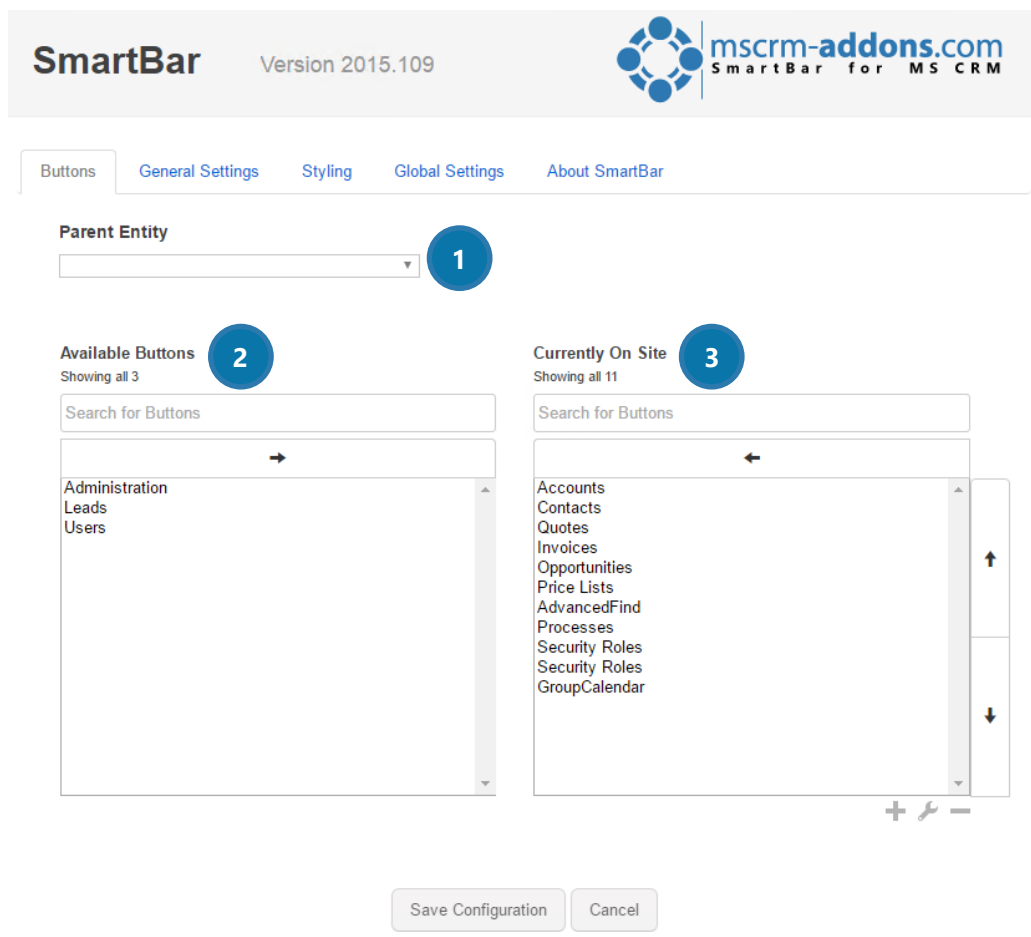 SmartBar Version 2015.109
mscrm-addons.com
SmartBar for MS CRM
Buttons General Settings Styling Global Settings About SmartBar
Parent Entity
1
Available Buttons 2
Showing all 3
Search for Buttons
Administration
Leads
Users
Currently On Site 3
Showing all 11
Search for Buttons
Accounts
Contacts
Quotes
Invoices
Opportunities
Price Lists
AdvancedFind
Processes
Security Roles
Security Roles
GroupCalendar
Save Configuration Cancel